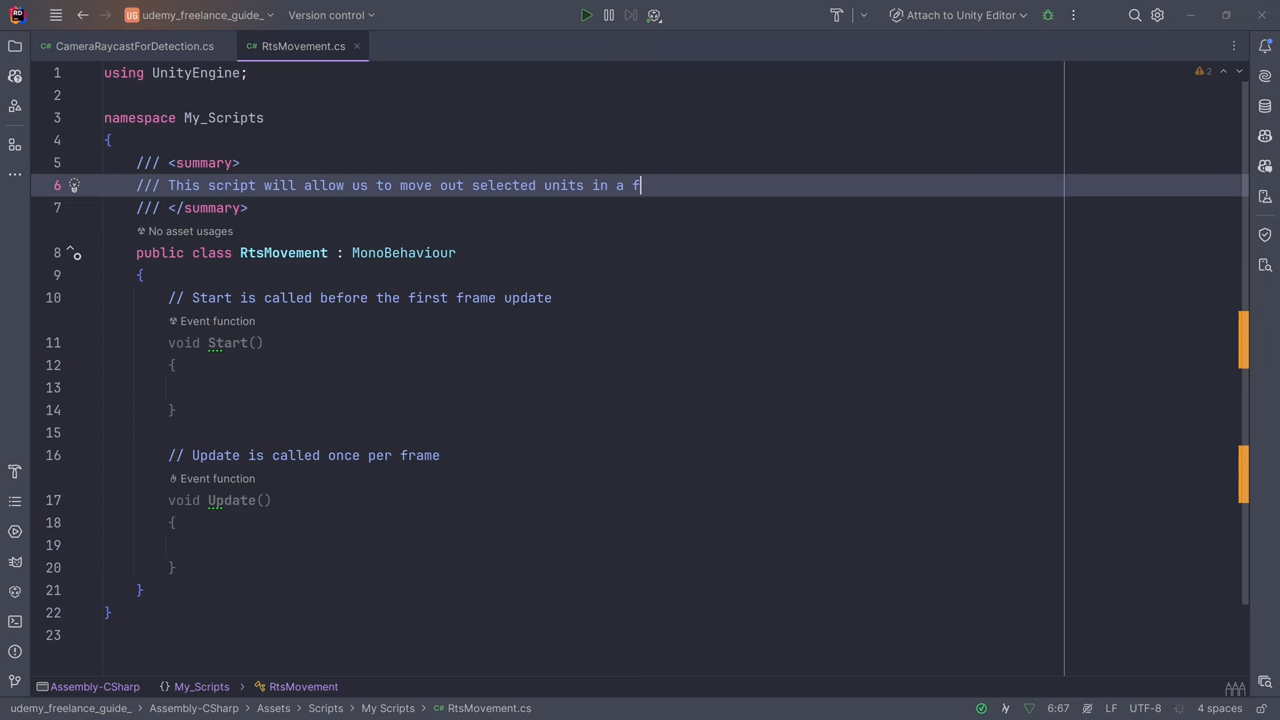 UG udemy_freelance_guide_ Version control Attach to Unity Editor
CameraRaycastForDetection.cs RtsMovement.cs
1 using UnityEngine; 2
2
3 namespace My_Scripts
4 {
5 /// <summary>
6 /// This script will allow us to move out selected units in a f
7 /// </summary>
No asset usages
8 public class RtsMovement : MonoBehaviour
9 {
10 // Start is called before the first frame update
Event function
11 void Start()
12 {
13
14 }
15
16 // Update is called once per frame
Event function
17 void Update()
18 {
19
20 }
21 }
22 }
23
Assembly-CSharp {} My_Scripts RtsMovement
udemy_freelance_guide_ > Assembly-CSharp > Assets > Scripts > My Scripts > RtsMovement.cs 6:67 LF UTF-8 4 spaces